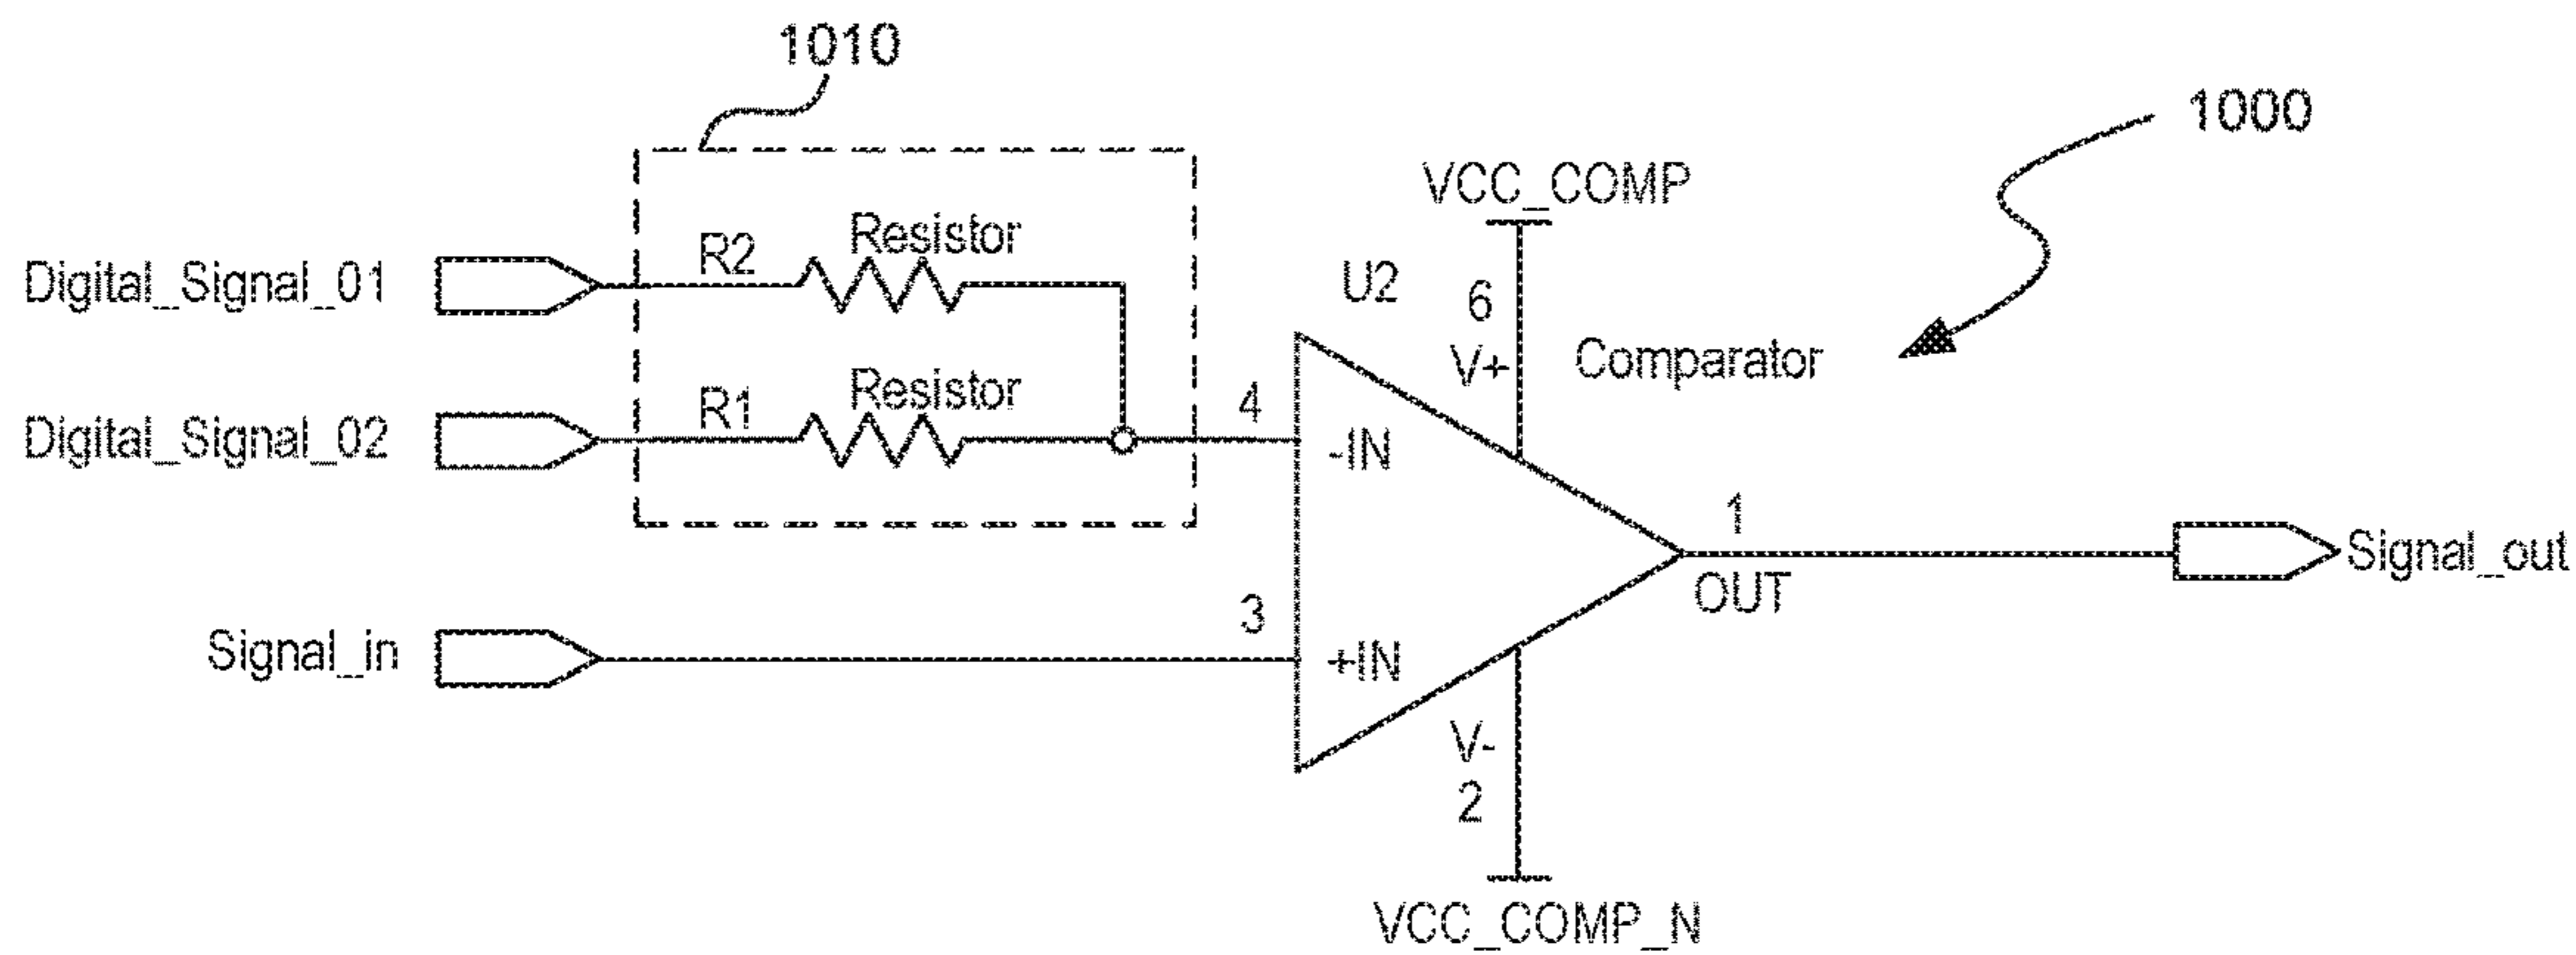 1010
1000
VCC_COMP
Digital_Signal_01
R2
Resistor
U2
6
V+
Comparator
Digital_Signal_02
R1
Resistor
4
-IN
1
OUT
Signal_out
Signal_in
3
+IN
V-
2
VCC_COMP_N